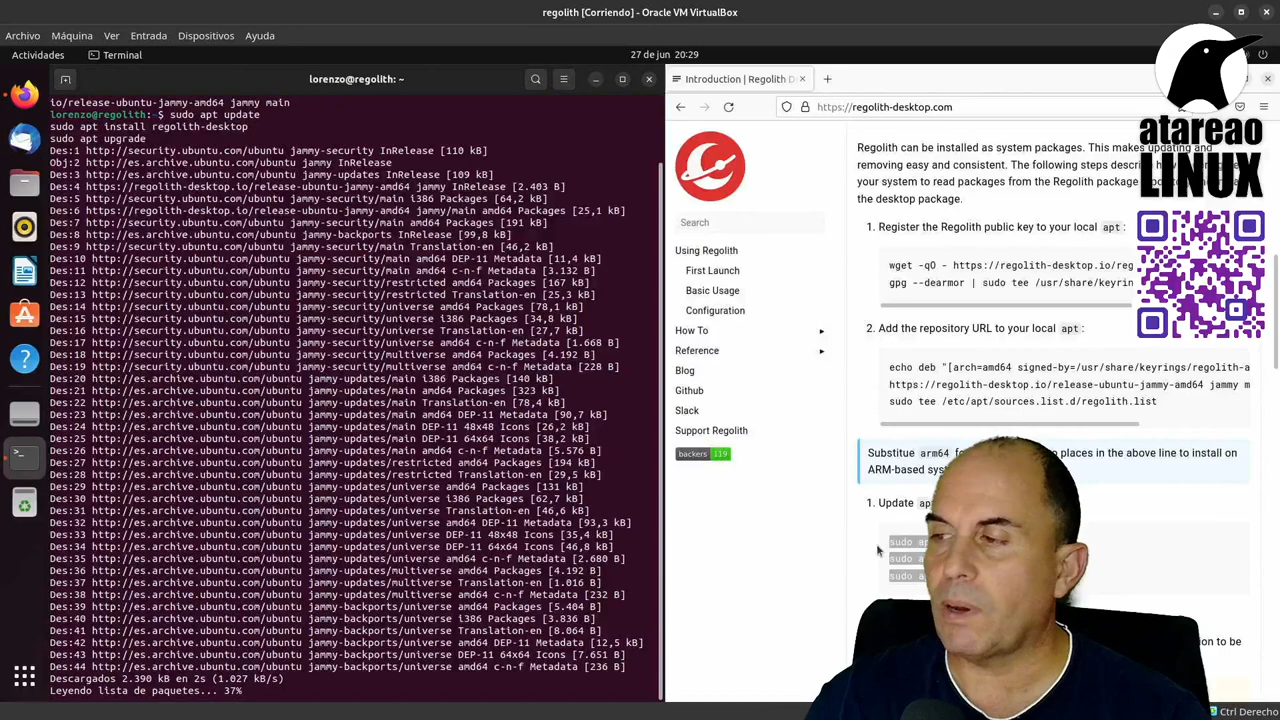 regolith [Corriendo] - Oracle VM VirtualBox
Archivo Máquina Ver Entrada Dispositivos Ayuda
Actividades Terminal 27 de jun 20:29
lorenzo@regolith: ~
io/release-ubuntu-jammy-amd64 jammy main
lorenzo@regolith:~$ sudo apt update
sudo apt install regolith-desktop
sudo apt upgrade
Des:1 http://security.ubuntu.com/ubuntu jammy-security InRelease [110 kB]
Obj:2 http://es.archive.ubuntu.com/ubuntu jammy InRelease
Des:3 http://es.archive.ubuntu.com/ubuntu jammy-updates InRelease [109 kB]
Des:4 https://regolith-desktop.io/release-ubuntu-jammy-amd64 jammy InRelease [2.403 B]
Des:5 http://security.ubuntu.com/ubuntu jammy-security/main i386 Packages [64,2 kB]
Des:6 https://regolith-desktop.io/release-ubuntu-jammy-amd64 jammy/main amd64 Packages [25,1 kB]
Des:7 http://security.ubuntu.com/ubuntu jammy-security/main amd64 Packages [191 kB]
Des:8 http://es.archive.ubuntu.com/ubuntu jammy-backports InRelease [99,8 kB]
Des:9 http://security.ubuntu.com/ubuntu jammy-security/main Translation-en [46,2 kB]
Des:10 http://security.ubuntu.com/ubuntu jammy-security/main amd64 DEP-11 Metadata [11,4 kB]
Des:11 http://security.ubuntu.com/ubuntu jammy-security/main amd64 c-n-f Metadata [3.132 B]
Des:12 http://security.ubuntu.com/ubuntu jammy-security/restricted amd64 Packages [167 kB]
Des:13 http://security.ubuntu.com/ubuntu jammy-security/restricted Translation-en [25,3 kB]
Des:14 http://security.ubuntu.com/ubuntu jammy-security/universe amd64 Packages [78,1 kB]
Des:15 http://security.ubuntu.com/ubuntu jammy-security/universe i386 Packages [34,8 kB]
Des:16 http://security.ubuntu.com/ubuntu jammy-security/universe Translation-en [27,7 kB]
Des:17 http://security.ubuntu.com/ubuntu jammy-security/universe amd64 c-n-f Metadata [1.668 B]
Des:18 http://security.ubuntu.com/ubuntu jammy-security/multiverse amd64 Packages [4.192 B]
Des:19 http://security.ubuntu.com/ubuntu jammy-security/multiverse amd64 c-n-f Metadata [228 B]
Des:20 http://es.archive.ubuntu.com/ubuntu jammy-updates/main i386 Packages [140 kB]
Des:21 http://es.archive.ubuntu.com/ubuntu jammy-updates/main amd64 Packages [323 kB]
Des:22 http://es.archive.ubuntu.com/ubuntu jammy-updates/main Translation-en [78,4 kB]
Des:23 http://es.archive.ubuntu.com/ubuntu jammy-updates/main amd64 DEP-11 Metadata [90,7 kB]
Des:24 http://es.archive.ubuntu.com/ubuntu jammy-updates/main DEP-11 48x48 Icons [26,2 kB]
Des:25 http://es.archive.ubuntu.com/ubuntu jammy-updates/main DEP-11 64x64 Icons [38,2 kB]
Des:26 http://es.archive.ubuntu.com/ubuntu jammy-updates/main amd64 c-n-f Metadata [5.576 B]
Des:27 http://es.archive.ubuntu.com/ubuntu jammy-updates/restricted amd64 Packages [194 kB]
Des:28 http://es.archive.ubuntu.com/ubuntu jammy-updates/restricted Translation-en [29,5 kB]
Des:29 http://es.archive.ubuntu.com/ubuntu jammy-updates/universe amd64 Packages [131 kB]
Des:30 http://es.archive.ubuntu.com/ubuntu jammy-updates/universe i386 Packages [62,7 kB]
Des:31 http://es.archive.ubuntu.com/ubuntu jammy-updates/universe Translation-en [46,6 kB]
Des:32 http://es.archive.ubuntu.com/ubuntu jammy-updates/universe amd64 DEP-11 Metadata [93,3 kB]
Des:33 http://es.archive.ubuntu.com/ubuntu jammy-updates/universe DEP-11 48x48 Icons [35,4 kB]
Des:34 http://es.archive.ubuntu.com/ubuntu jammy-updates/universe DEP-11 64x64 Icons [46,8 kB]
Des:35 http://es.archive.ubuntu.com/ubuntu jammy-updates/universe amd64 c-n-f Metadata [2.680 B]
Des:36 http://es.archive.ubuntu.com/ubuntu jammy-updates/multiverse amd64 Packages [4.192 B]
Des:37 http://es.archive.ubuntu.com/ubuntu jammy-updates/multiverse Translation-en [1.016 B]
Des:38 http://es.archive.ubuntu.com/ubuntu jammy-updates/multiverse amd64 c-n-f Metadata [232 B]
Des:39 http://es.archive.ubuntu.com/ubuntu jammy-backports/universe amd64 Packages [5.404 B]
Des:40 http://es.archive.ubuntu.com/ubuntu jammy-backports/universe i386 Packages [3.836 B]
Des:41 http://es.archive.ubuntu.com/ubuntu jammy-backports/universe Translation-en [8.064 B]
Des:42 http://es.archive.ubuntu.com/ubuntu jammy-backports/universe amd64 DEP-11 Metadata [12,5 kB]
Des:43 http://es.archive.ubuntu.com/ubuntu jammy-backports/universe DEP-11 64x64 Icons [7.651 B]
Des:44 http://es.archive.ubuntu.com/ubuntu jammy-backports/universe amd64 c-n-f Metadata [236 B]
Descargados 2.390 kB en 2s (1.027 kB/s)
Leyendo lista de paquetes... 37%
Introduction | Regolith D
https://regolith-desktop.com
Search
Using Regolith
First Launch
Basic Usage
Configuration
How To
Reference
Blog
Github
Slack
Support Regolith
backers 119
Regolith can be installed as system packages. This makes updating and
removing easy and consistent. The following steps
your system to read packages from the Regolith package
the desktop package.
1. Register the Regolith public key to your local apt:
wget -qO - https://regolith-desktop.io/reg
gpg --dearmor | sudo tee /usr/share/keyrin
2. Add the repository URL to your local apt:
echo deb "[arch=amd64 signed-by=/usr/share/keyrings/regolith-a
https://regolith-desktop.io/release-ubuntu-jammy-amd64 jammy m
sudo tee /etc/apt/sources.list.d/regolith.list
Substitue arm64 places in the above line to install on
ARM-based
1. Update
sudo
sudo
sudo
to be
atareao
LINUX
Ctrl Derecho